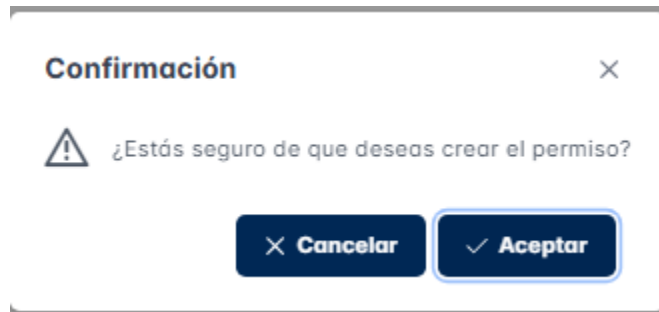 Confirmación
¿Estás seguro de que deseas crear el permiso?
Cancelar
Aceptar